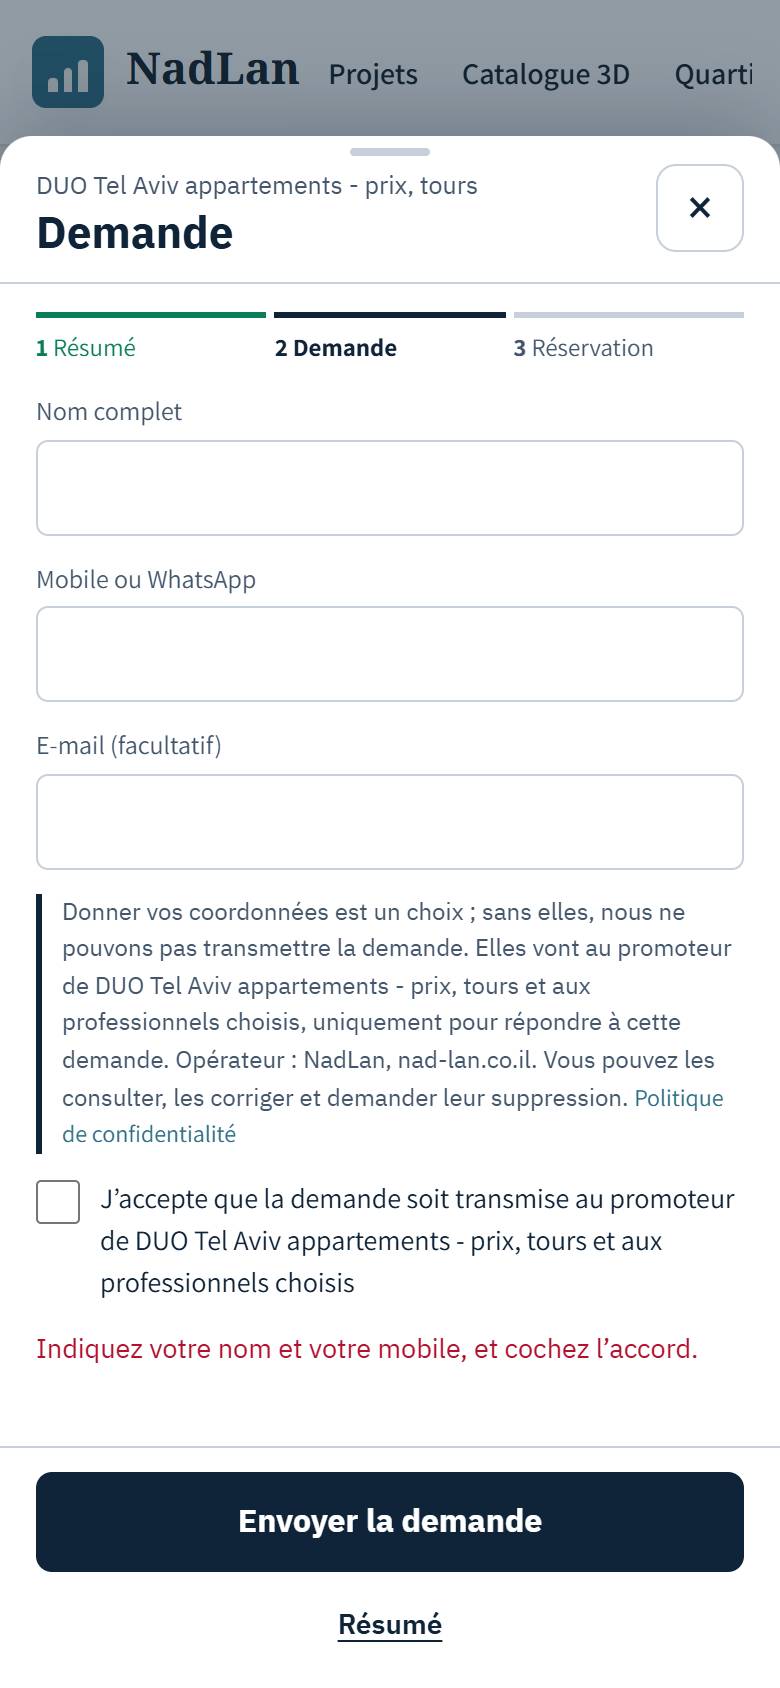 NadLan Projets Catalogue 3D Quarti
DUO Tel Aviv appartements - prix, tours
Demande
×
1 Résumé 2 Demande 3 Réservation
Nom complet
Mobile ou WhatsApp
E-mail (facultatif)
Donner vos coordonnées est un choix ; sans elles, nous ne
pouvons pas transmettre la demande. Elles vont au promoteur
de DUO Tel Aviv appartements - prix, tours et aux
professionnels choisis, uniquement pour répondre à cette
demande. Opérateur : NadLan, nad-lan.co.il. Vous pouvez les
consulter, les corriger et demander leur suppression. Politique
de confidentialité
J’accepte que la demande soit transmise au promoteur
de DUO Tel Aviv appartements - prix, tours et aux
professionnels choisis
Indiquez votre nom et votre mobile, et cochez l’accord.
Envoyer la demande
Résumé